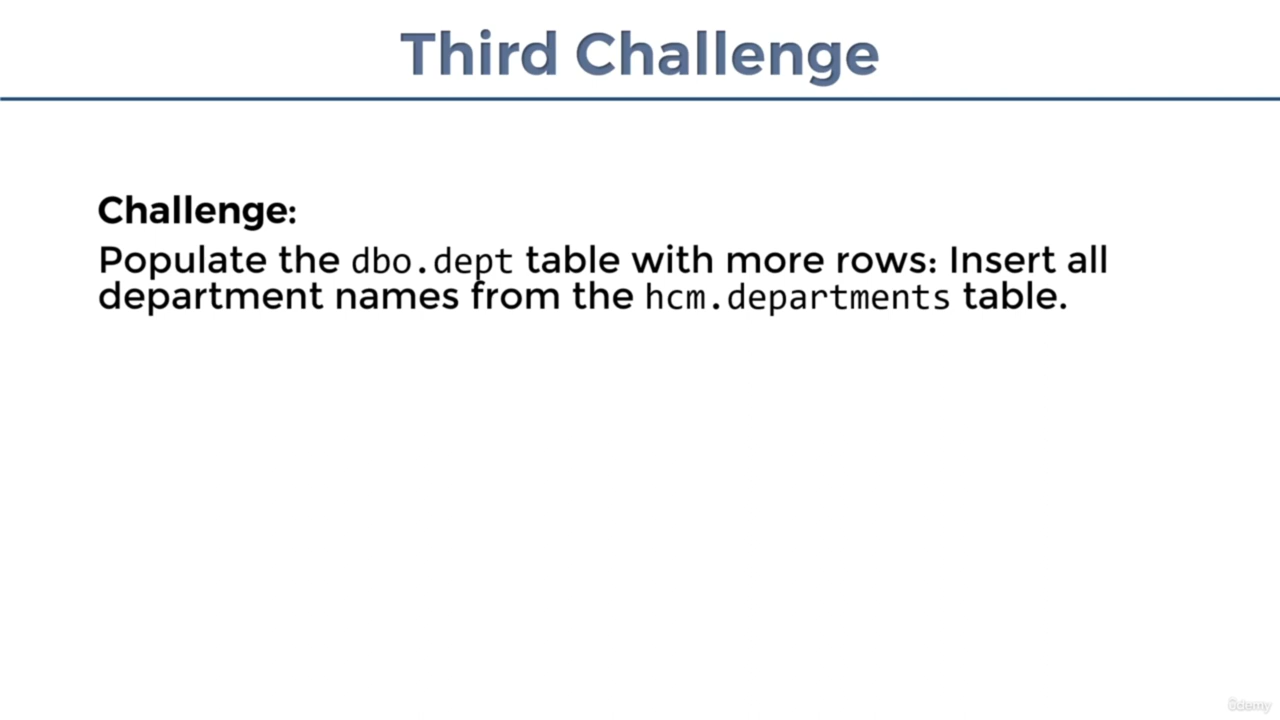 Third Challenge
Challenge:
Populate the dbo.dept table with more rows: Insert all
department names from the hcm.departments table.
ûdemy